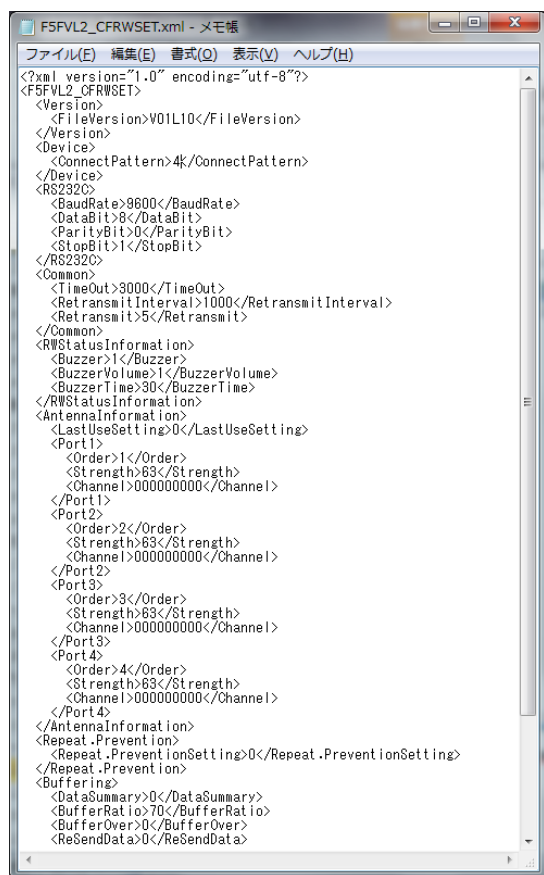 F5FVL2_CFRWSET.xml - メモ帳
ファイル(F) 編集(E) 書式(O) 表示(V) ヘルプ(H)
<?xml version="1.0" encoding="utf-8"?>
<F5FVL2_CFRWSET>
  <Version>
    <FileVersion>V01L10</FileVersion>
  </Version>
  <Device>
    <ConnectPattern>4</ConnectPattern>
  </Device>
  <RS232C>
    <BaudRate>9600</BaudRate>
    <DataBit>8</DataBit>
    <ParityBit>0</ParityBit>
    <StopBit>1</StopBit>
  </RS232C>
  <Common>
    <TimeOut>3000</TimeOut>
    <RetransmitInterval>1000</RetransmitInterval>
    <Retransmit>5</Retransmit>
  </Common>
  <RWStatusInformation>
    <Buzzer>1</Buzzer>
    <BuzzerVolume>1</BuzzerVolume>
    <BuzzerTime>30</BuzzerTime>
  </RWStatusInformation>
  <AntennaInformation>
    <LastUseSetting>0</LastUseSetting>
    <Port1>
      <Order>1</Order>
      <Strength>63</Strength>
      <Channel>000000000</Channel>
    </Port1>
    <Port2>
      <Order>2</Order>
      <Strength>63</Strength>
      <Channel>000000000</Channel>
    </Port2>
    <Port3>
      <Order>3</Order>
      <Strength>63</Strength>
      <Channel>000000000</Channel>
    </Port3>
    <Port4>
      <Order>4</Order>
      <Strength>63</Strength>
      <Channel>000000000</Channel>
    </Port4>
  </AntennaInformation>
  <Repeat.Prevention>
    <Repeat.PreventionSetting>0</Repeat.PreventionSetting>
  </Repeat.Prevention>
  <Buffering>
    <DataSummary>0</DataSummary>
    <BufferRatio>70</BufferRatio>
    <BufferOver>0</BufferOver>
    <ReSendData>0</ReSendData>